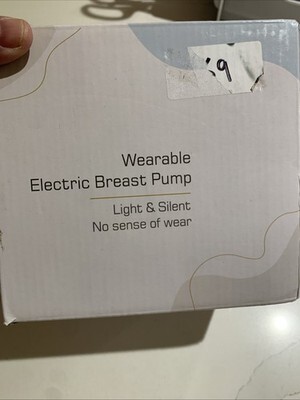 Wearable
Electric Breast Pump
Light & Silent
No sense of wear